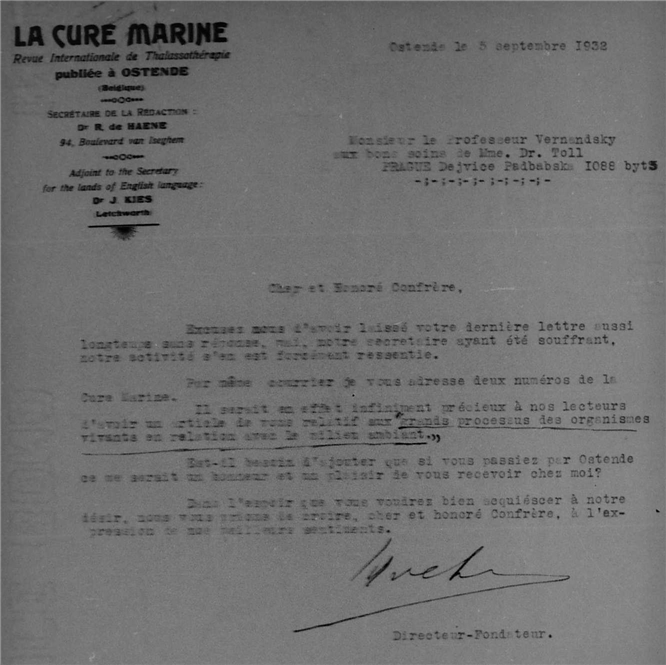 LA CURE MARINE
Revue Internationale de Thalassothérapie
publiée à OSTENDE
(Belgique)
SECRÉTAIRE DE LA RÉDACTION :
Dr R. de HAENE
94, Boulevard van Iseghem
Adjoint to the Secretary
for the lands of English language:
Dr J. KIES
(Letchworth)
Ostende le 5 septembre I932
Monsieur le Professeur Vernandsky
aux bons soins de Mme. Dr. Toll
PRAGUE Dejvice Padbabska I088 byt3
-;-;-;-;-;-;-;-
Cher et Honoré Confrère,
Excusez nous d'avoir laissé votre dernière lettre aussi
longteups sans réponse, mai, notre secretaire ayant été souffrant,
notre activité s'en est forcément ressentie.
Par même courrier je vous adresse deux numéros de la
Cure Marine.
Il serait en effet infiniment précieux à nos lecteurs
d'avoir un article de vous relatif aux "grands processus des organismes
vivants en relation avec le milieu ambiant."
Est-il besoin d'ajouter que si vous passiez par Ostende
ce me serait un honneur et un plaisir de vous recevoir chez moi?
Dans l'espoir que vous voudrez bien acquiéscer à notre
désir, nous vous prions de croire, cher et honoré Confrère, à l'ex-
pression de nos meilleurs sentiments.
Directeur-Fondateur.